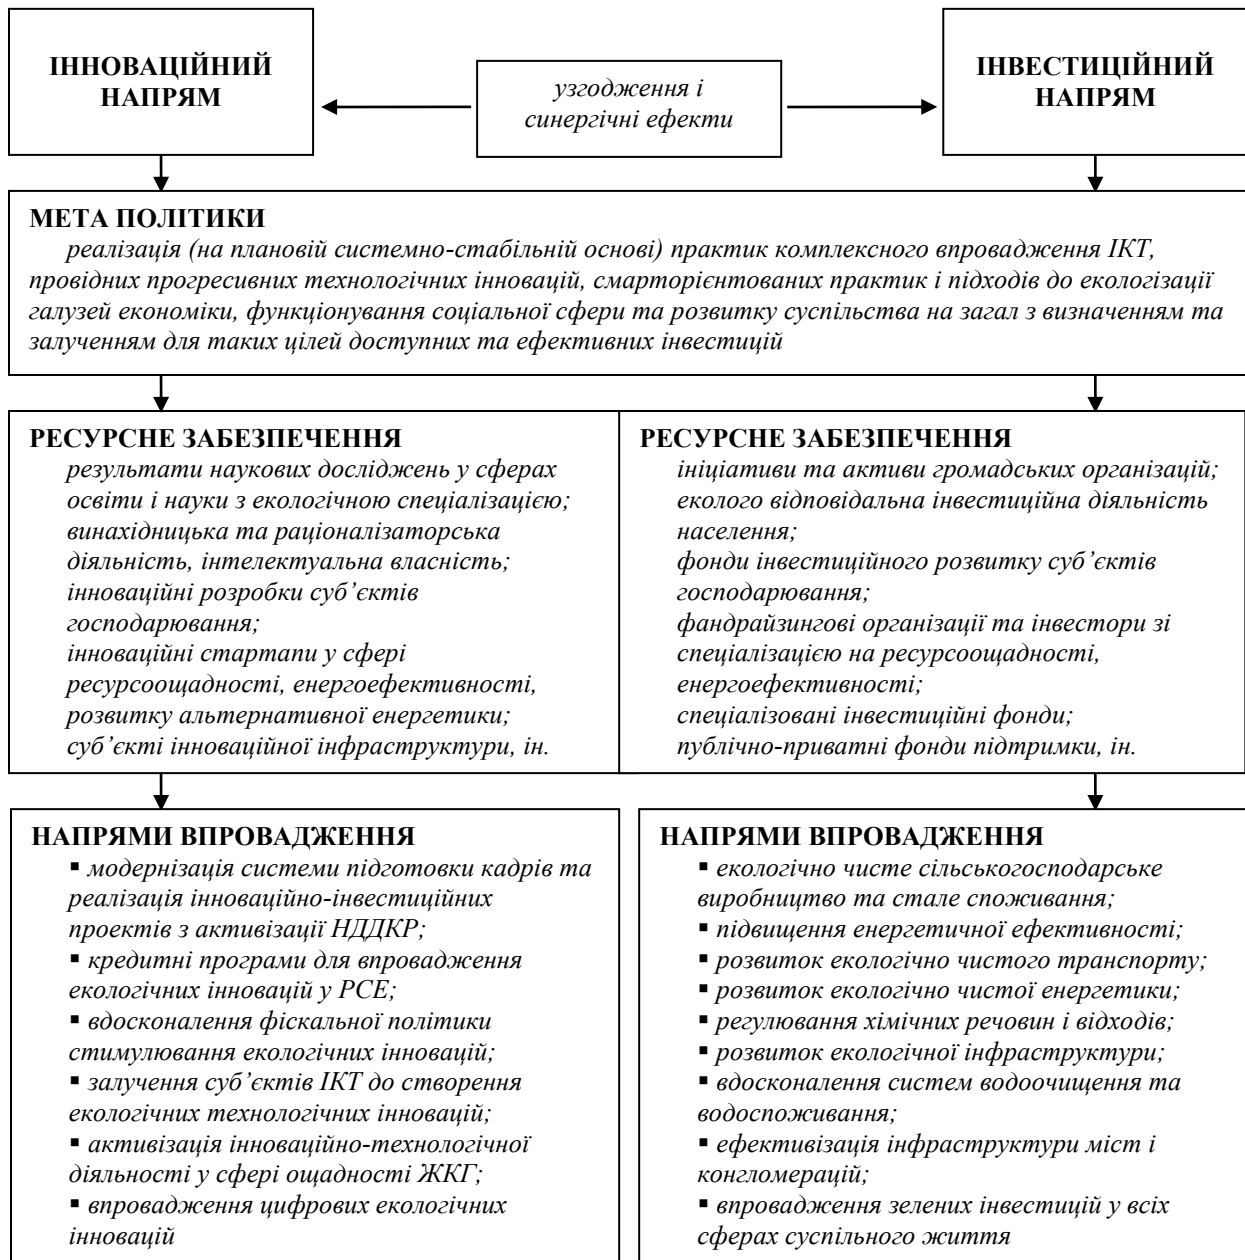 ІННОВАЦІЙНИЙ
НАПРЯМ
узгодження і
синергічні ефекти
ІНВЕСТИЦІЙНИЙ
НАПРЯМ
МЕТА ПОЛІТИКИ
реалізація (на плановій системно-стабільній основі) практик комплексного впровадження ІКТ,
провідних прогресивних технологічних інновацій, смарторієнтованих практик і підходів до екологізації
галузей економіки, функціонування соціальної сфери та розвитку суспільства на загал з визначенням та
залученням для таких цілей доступних та ефективних інвестицій
РЕСУРСНЕ ЗАБЕЗПЕЧЕННЯ
результати наукових досліджень у сферах
освіти і науки з екологічною спеціалізацією;
винахідницька та раціоналізаторська
діяльність, інтелектуальна власність;
інноваційні розробки суб’єктів
господарювання;
інноваційні стартапи у сфері
ресурсоощадності, енергоефективності,
розвитку альтернативної енергетики;
суб’єкті інноваційної інфраструктури, ін.
РЕСУРСНЕ ЗАБЕЗПЕЧЕННЯ
ініціативи та активи громадських організацій;
еколого відповідальна інвестиційна діяльність
населення;
фонди інвестиційного розвитку суб’єктів
господарювання;
фандрайзингові організації та інвестори зі
спеціалізацією на ресурсоощадності,
енергоефективності;
спеціалізовані інвестиційні фонди;
публічно-приватні фонди підтримки, ін.
НАПРЯМИ ВПРОВАДЖЕННЯ
▪ модернізація системи підготовки кадрів та
реалізація інноваційно-інвестиційних
проектів з активізації НДДКР;
▪ кредитні програми для впровадження
екологічних інновацій у РСЕ;
▪ вдосконалення фіскальної політики
стимулювання екологічних інновацій;
▪ залучення суб’єктів ІКТ до створення
екологічних технологічних інновацій;
▪ активізація інноваційно-технологічної
діяльності у сфері ощадності ЖКГ;
▪ впровадження цифрових екологічних
інновацій
НАПРЯМИ ВПРОВАДЖЕННЯ
▪ екологічно чисте сільськогосподарське
виробництво та стале споживання;
▪ підвищення енергетичної ефективності;
▪ розвиток екологічно чистого транспорту;
▪ розвиток екологічно чистої енергетики;
▪ регулювання хімічних речовин і відходів;
▪ розвиток екологічної інфраструктури;
▪ вдосконалення систем водоочищення та
водоспоживання;
▪ ефективізація інфраструктури міст і
конгломерацій;
▪ впровадження зелених інвестицій у всіх
сферах суспільного життя